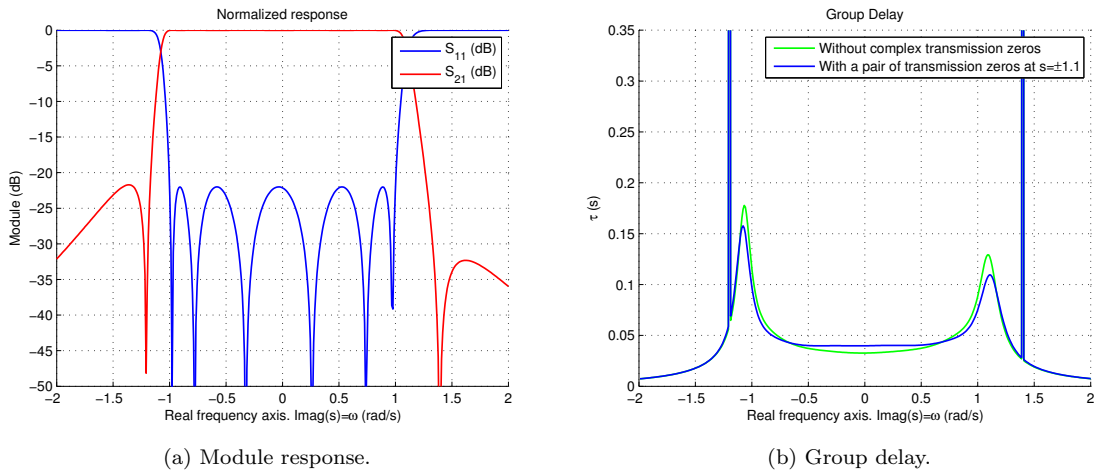 Normalized response
S11 (dB)
S21 (dB)
0
−5
−10
−15
−20
−25
−30
−35
−40
−45
−50
Module (dB)
−2 −1.5 −1 −0.5 0 0.5 1 1.5 2
Real frequency axis. Imag(s)=ω (rad/s)
(a) Module response.
Group Delay
Without complex transmission zeros
With a pair of transmission zeros at s=±1.1
0.35
0.3
0.25
0.2
0.15
0.1
0.05
0
τ (s)
−2 −1.5 −1 −0.5 0 0.5 1 1.5 2
Real frequency axis. Imag(s)=ω (rad/s)
(b) Group delay.